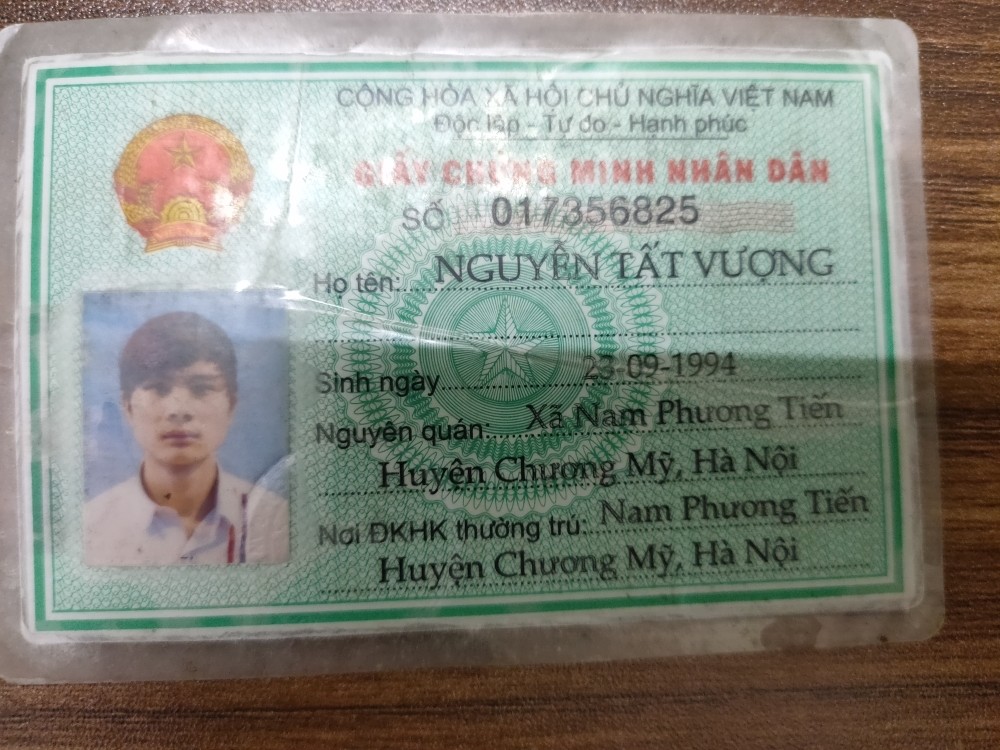 CỘNG HÒA XÃ HỘI CHỦ NGHĨA VIỆT NAM
Độc lập - Tự do - Hạnh phúc
GIẤY CHỨNG MINH NHÂN DÂN
SỐ 017356825
Họ tên: NGUYỄN TẤT VƯỢNG
Sinh ngày 23-09-1994
Nguyên quán: Xã Nam Phương Tiến
Huyện Chương Mỹ, Hà Nội
Nơi ĐKHK thường trú: Nam Phương Tiến
Huyện Chương Mỹ, Hà Nội